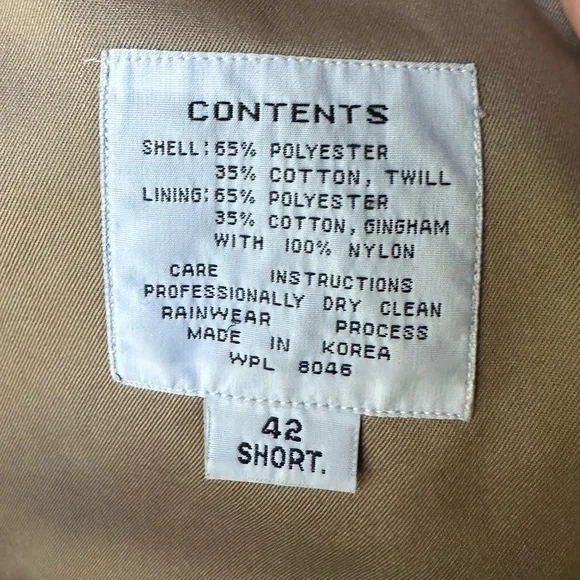 CONTENTS
SHELL: 65% POLYESTER
35% COTTON, TWILL
LINING: 65% POLYESTER
35% COTTON, GINGHAM
WITH 100% NYLON
CARE INSTRUCTIONS
PROFESSIONALLY DRY CLEAN
RAINWEAR PROCESS
MADE IN KOREA
WPL 8046
42
SHORT.